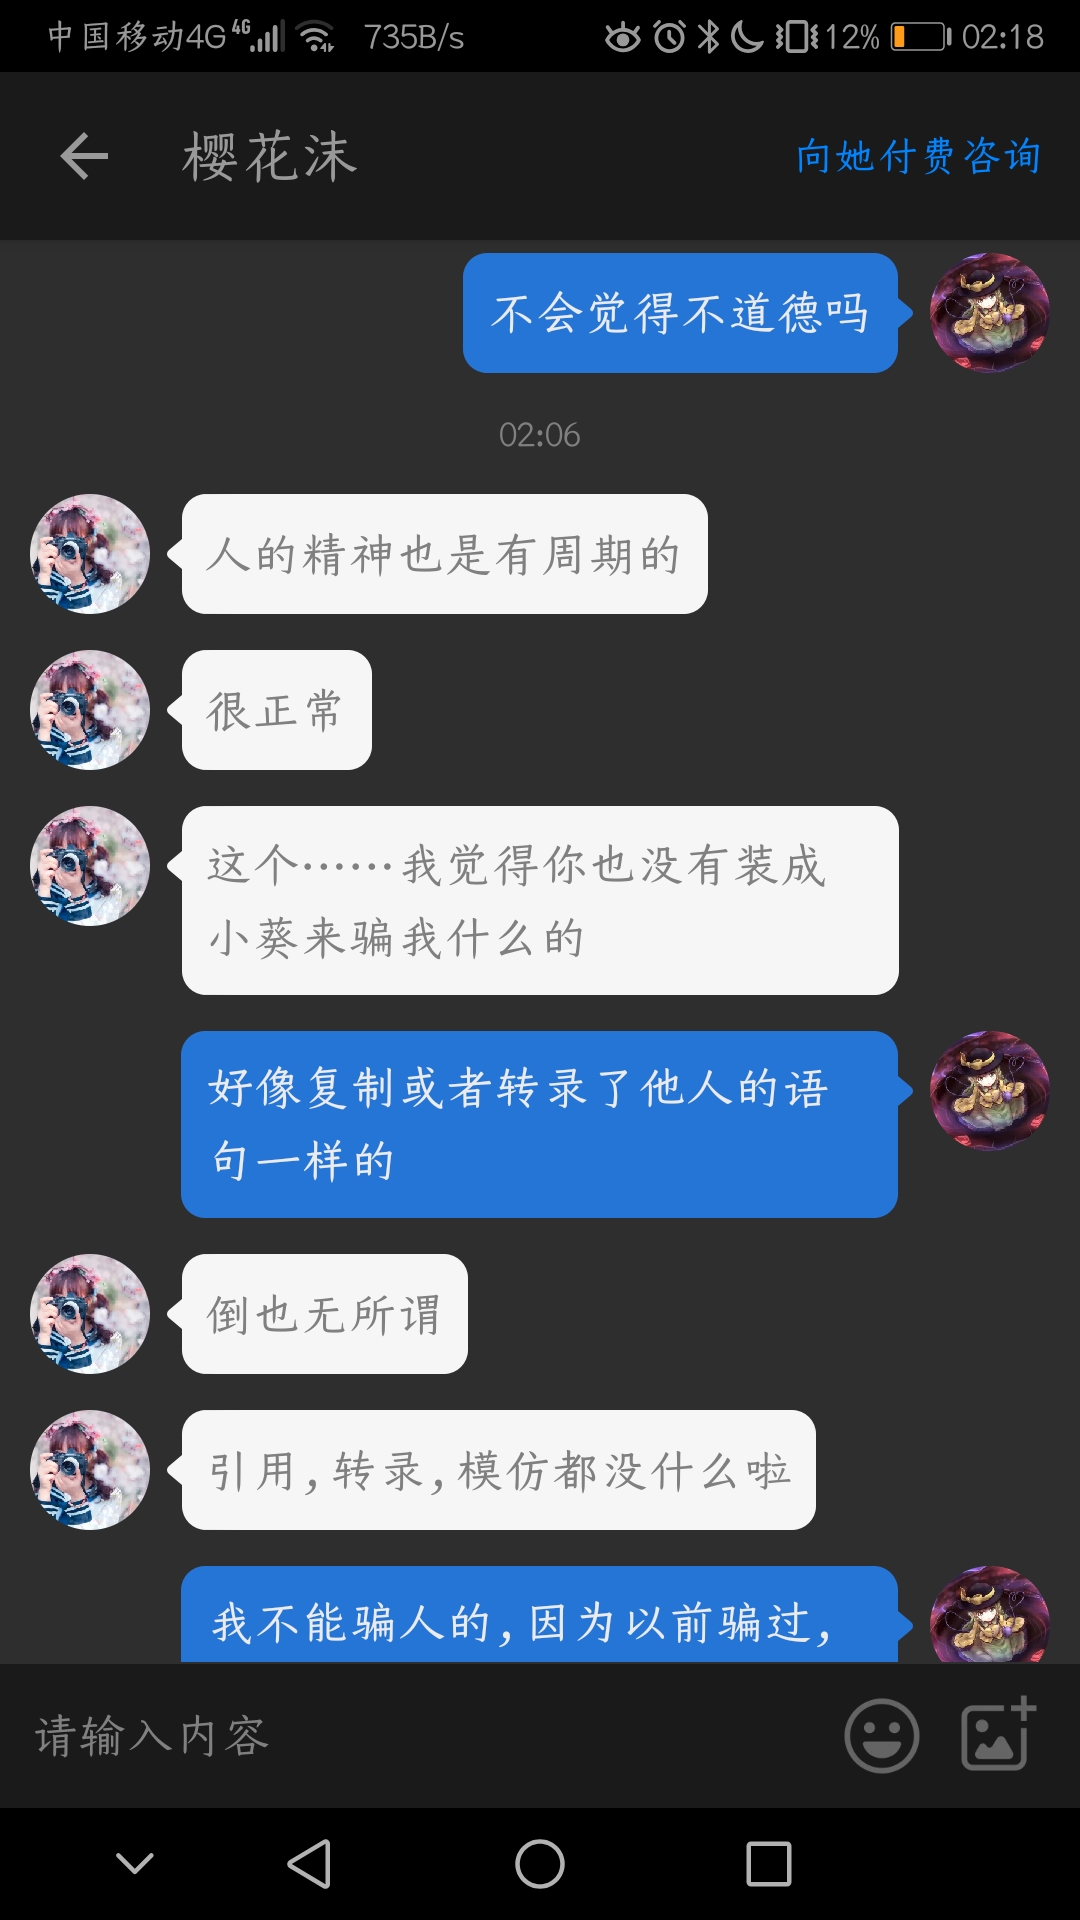 中国移动4G 4G 735B/s 12% 02:18
樱花沫 向她付费咨询
不会觉得不道德吗
02:06
人的精神也是有周期的
很正常
这个……我觉得你也没有装成
小葵来骗我什么的
好像复制或者转录了他人的语
句一样的
倒也无所谓
引用,转录,模仿都没什么啦
我不能骗人的,因为以前骗过,
请输入内容